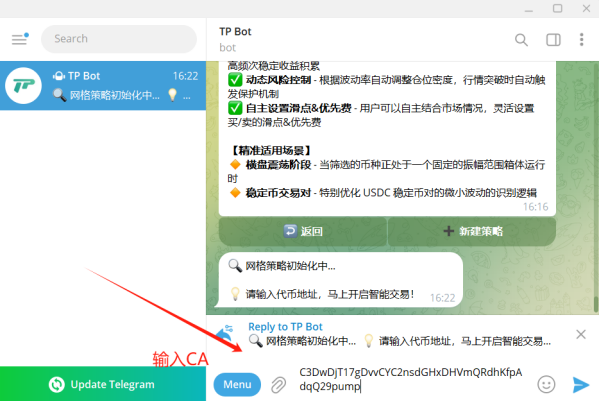 Search
TP Bot
bot
TP
TP Bot
16:22
🔍 网格策略初始化中... 💡 ...
高频次稳定收益积累
✅ 动态风险控制 - 根据波动率自动调整仓位密度，行情突破时自动触
发保护机制
✅ 自主设置滑点&优先费 - 用户可以自主结合市场情况，灵活设置
买/卖的滑点&优先费
【精准适用场景】
🔸 横盘震荡阶段 - 当筛选的币种正处于一个固定的振幅范围箱体运行
时
🔸 稳定币交易对 - 特别优化 USDC 稳定币对的微小波动的识别逻辑
16:16
返回
新建策略
🔍 网格策略初始化中...
💡 请输入代币地址，马上开启智能交易！
16:22
Reply to TP Bot
🔍 网格策略初始化中... 💡 请输入代币地址，马上开启智能交易...
输入CA
Update Telegram
Menu
C3DwDjT17gDvvCYC2nsdGHxDHVmQRdhKfpA
dqQ29pump